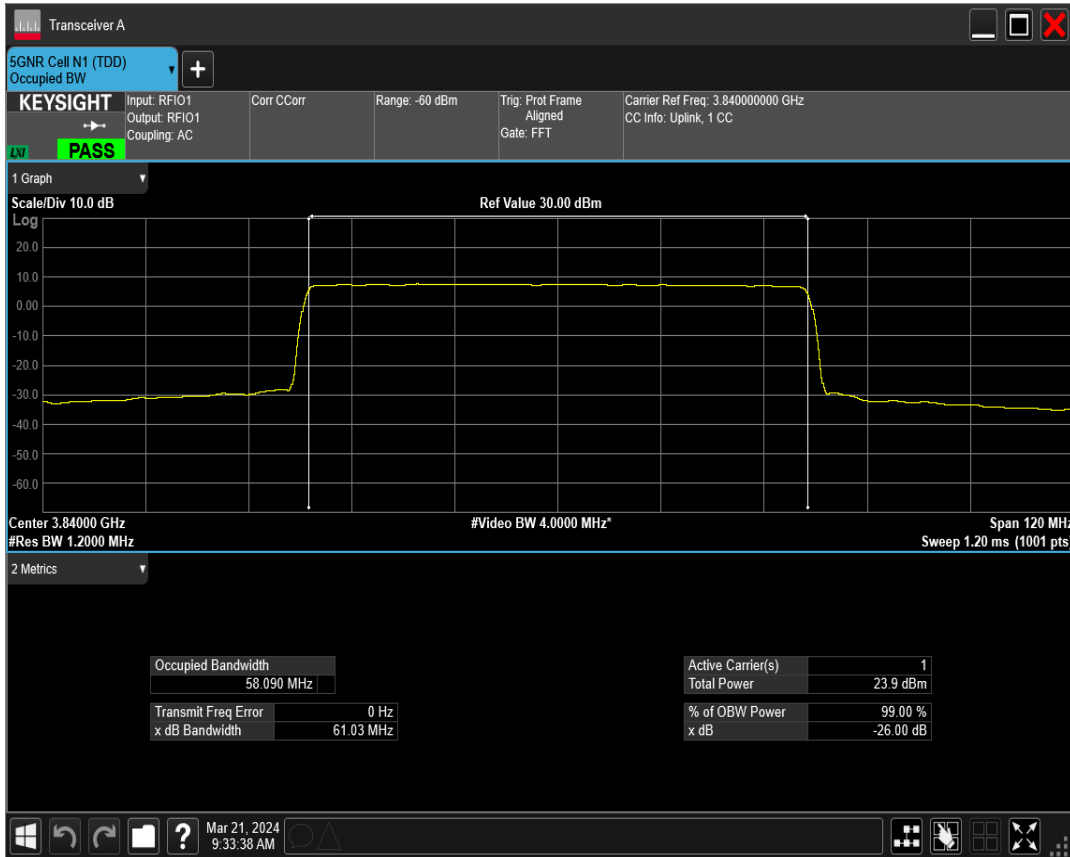 Transceiver A
5GNR Cell N1 (TDD)
Occupied BW
+
KEYSIGHT
LXI
PASS
Input: RFIO1
Output: RFIO1
Coupling: AC
Corr CCorr
Range: -60 dBm
Trig: Prot Frame
Aligned
Gate: FFT
Carrier Ref Freq: 3.840000000 GHz
CC Info: Uplink, 1 CC
1 Graph
Scale/Div 10.0 dB
Ref Value 30.00 dBm
Log
20.0
10.0
0.00
-10.0
-20.0
-30.0
-40.0
-50.0
-60.0
Center 3.84000 GHz
#Video BW 4.0000 MHz*
Span 120 MHz
#Res BW 1.2000 MHz
Sweep 1.20 ms (1001 pts)
2 Metrics
Occupied Bandwidth
58.090 MHz
Transmit Freq Error 0 Hz
x dB Bandwidth 61.03 MHz
Active Carrier(s) 1
Total Power 23.9 dBm
% of OBW Power 99.00 %
x dB -26.00 dB
?
Mar 21, 2024
9:33:38 AM